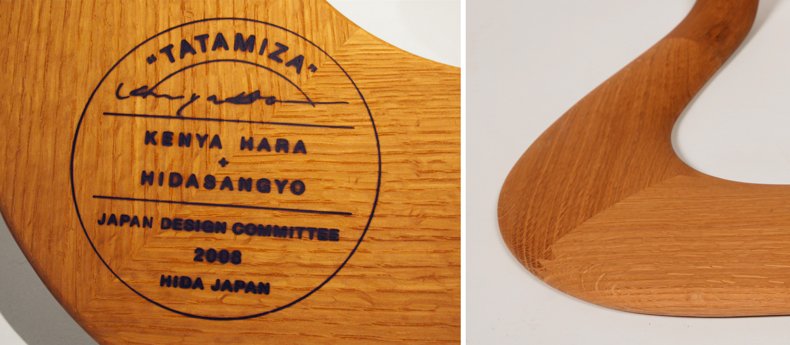 "TATAMIZA"
KENYA HARA
+
HIDASANGYO
JAPAN DESIGN COMMITTEE
2008
HIDA JAPAN